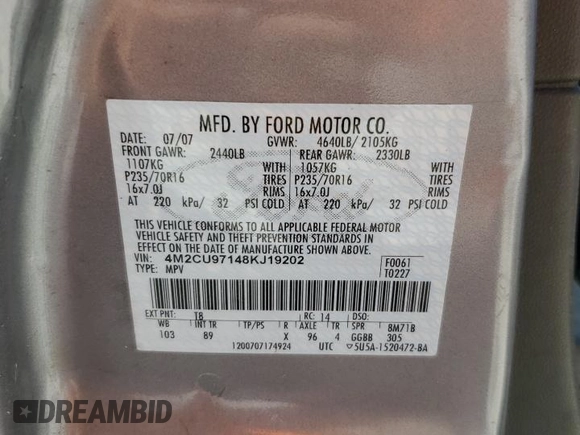 MFD. BY FORD MOTOR CO.
DATE: 07/07 GVWR: 4640LB/ 2105KG
FRONT GAWR: 2440LB REAR GAWR: 2330LB
1107KG WITH 1057KG WITH
P235/70R16 TIRES P235/70R16 TIRES
16x7.0J RIMS 16x7.0J RIMS
AT 220 kPa/ 32 PSI COLD AT 220 kPa/ 32 PSI COLD
THIS VEHICLE CONFORMS TO ALL APPLICABLE FEDERAL MOTOR
VEHICLE SAFETY AND THEFT PREVENTION STANDARDS IN
EFFECT ON THE DATE OF MANUFACTURE SHOWN ABOVE.
VIN: 4M2CU97148KJ19202 F0061
TYPE: MPV T0227
EXT PNT: T8 RC: 14 DSO:
WB INT TR TP/PS R AXLE TR SPR 8M71B
103 89 X 96 4 GGBB 305
1200707174924 UTC ▽5U5A-1520472-BA
DREAMBID